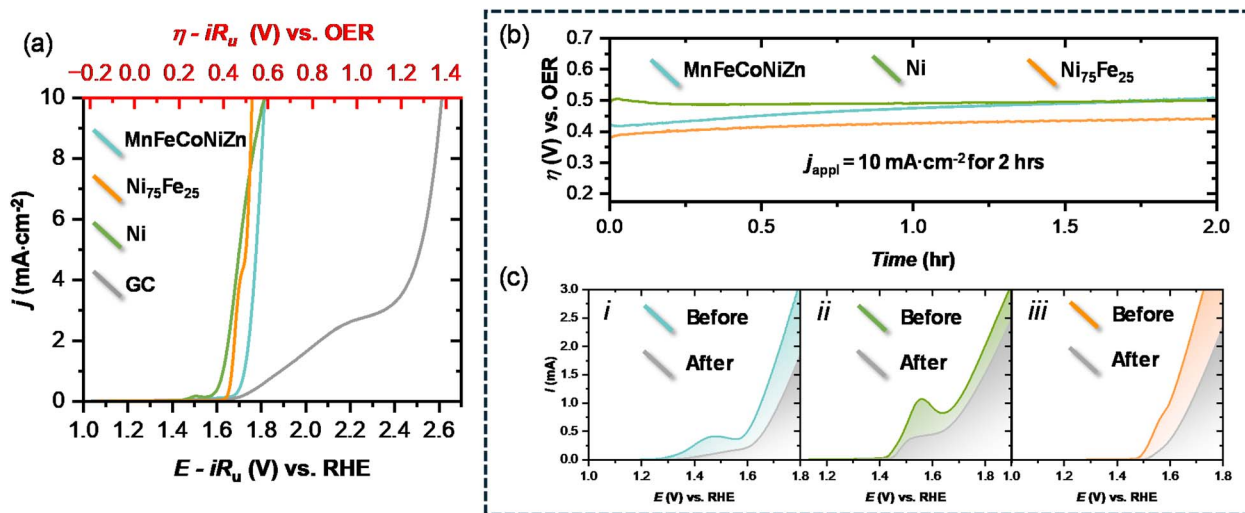 (a)
η - iRᵤ (V) vs. OER
−0.2 0.0 0.2 0.4 0.6 0.8 1.0 1.2 1.4
10
8
6
4
2
0
j (mA·cm⁻²)
MnFeCoNiZn
Ni₇₅Fe₂₅
Ni
GC
1.0 1.2 1.4 1.6 1.8 2.0 2.2 2.4 2.6
E - iRᵤ (V) vs. RHE
(b)
0.7
0.6
0.5
0.4
0.3
0.2
η (V) vs. OER
MnFeCoNiZn Ni Ni₇₅Fe₂₅
jappl = 10 mA·cm⁻² for 2 hrs
0.0 0.5 1.0 1.5 2.0
Time (hr)
(c)
3.0
2.5
2.0
1.5
1.0
0.5
0.0
I (mA)
i
Before
After
1.0 1.2 1.4 1.6 1.8
E (V) vs. RHE
ii
Before
After
1.2 1.4 1.6 1.8
E (V) vs. RHE
iii
Before
After
1.0 1.2 1.4 1.6 1.8
E (V) vs. RHE